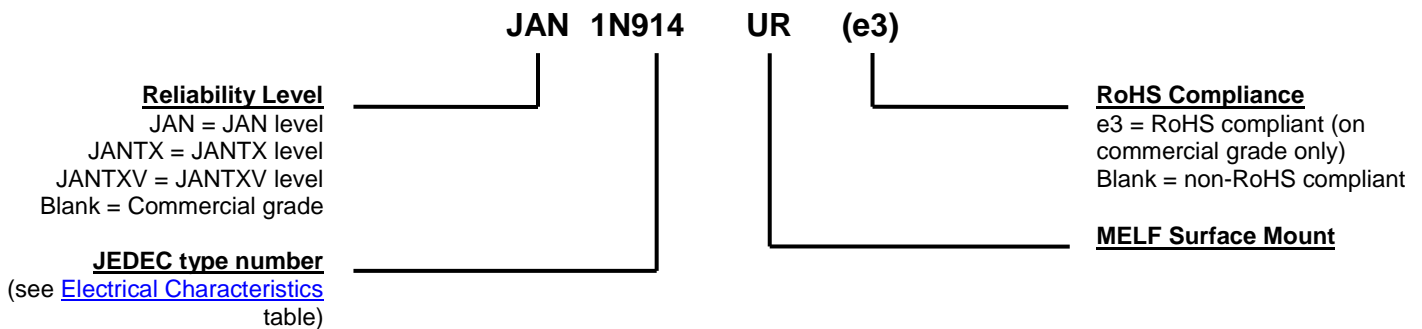 JAN 1N914 UR (e3)
Reliability Level
JAN = JAN level
JANTX = JANTX level
JANTXV = JANTXV level
Blank = Commercial grade
JEDEC type number
(see Electrical Characteristics
table)
RoHS Compliance
e3 = RoHS compliant (on
commercial grade only)
Blank = non-RoHS compliant
MELF Surface Mount